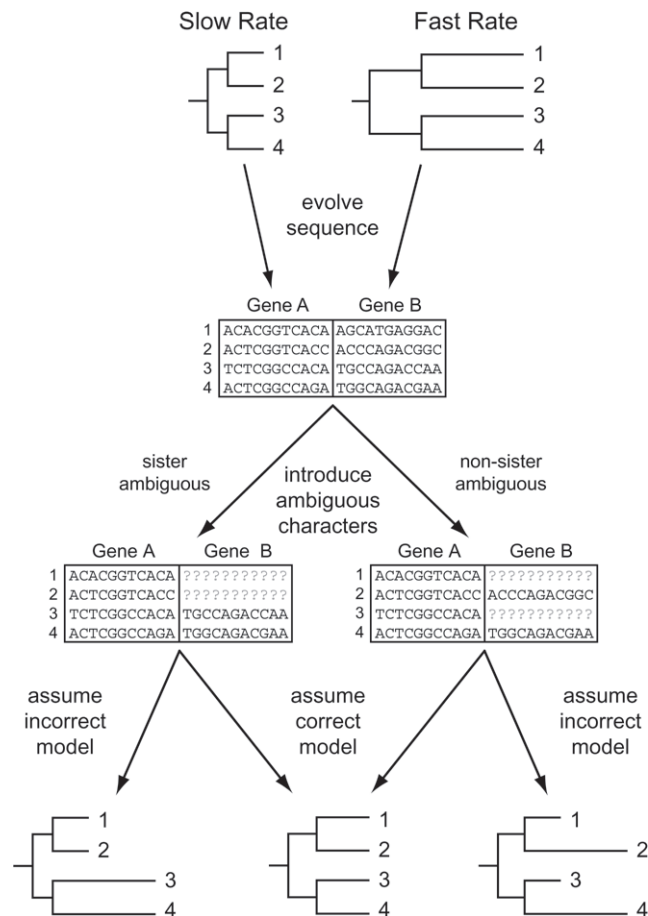 Slow Rate Fast Rate
1 1
2 2
3 3
4 4
evolve
sequence
Gene A Gene B
1 ACACGGTCACA AGCATGAGGAC
2 ACTCGGTCACC ACCCAGACGGC
3 TCTCGGCCACA TGCCAGACCAA
4 ACTCGGCCAGA TGGCAGACGAA
sister
ambiguous
introduce
ambiguous
characters
non-sister
ambiguous
Gene A Gene B Gene A Gene B
1 ACACGGTCACA ??????????? 1 ACACGGTCACA ???????????
2 ACTCGGTCACC ??????????? 2 ACTCGGTCACC ACCCAGACGGC
3 TCTCGGCCACA TGCCAGACCAA 3 TCTCGGCCACA ???????????
4 ACTCGGCCAGA TGGCAGACGAA 4 ACTCGGCCAGA TGGCAGACGAA
assume
incorrect
model
assume
correct
model
assume
incorrect
model
1 1 1
2 2 2
3 3 3
4 4 4